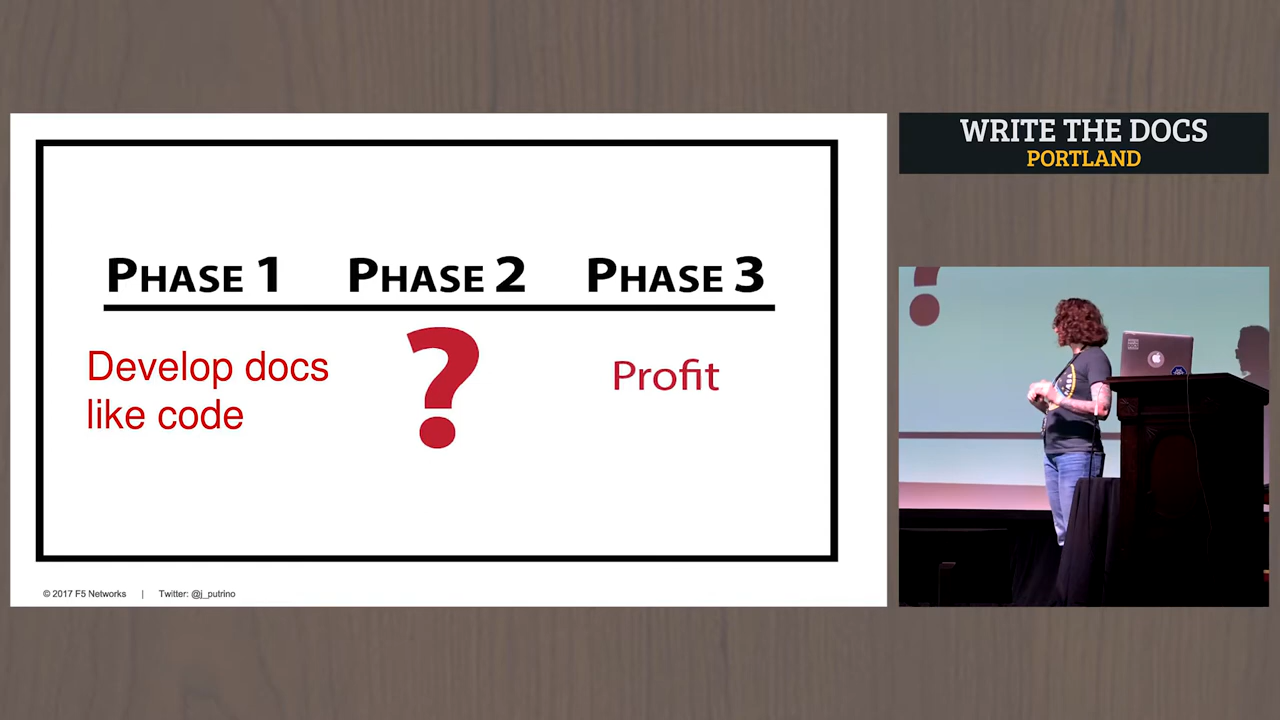 WRITE THE DOCS
PORTLAND
PHASE 1 PHASE 2 PHASE 3
Develop docs
like code
?
Profit
© 2017 F5 Networks | Twitter: @j_putrino
?